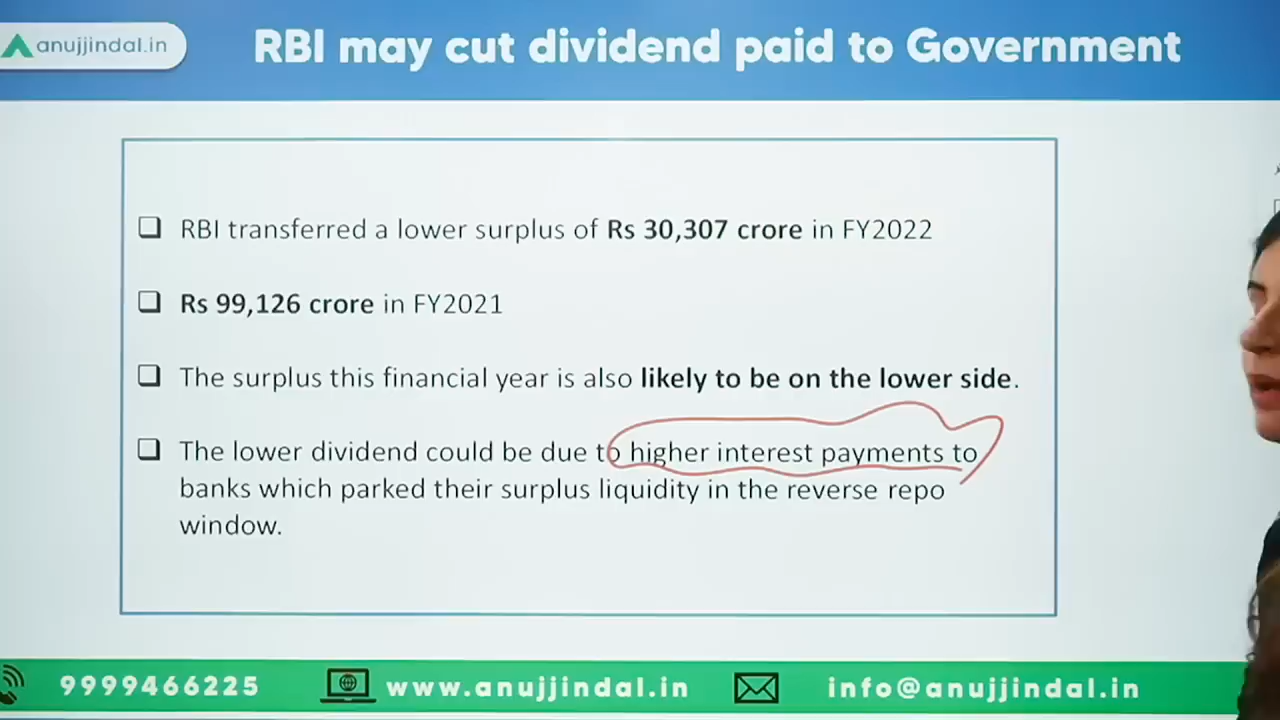 anujjindal.in
RBI may cut dividend paid to Government
RBI transferred a lower surplus of Rs 30,307 crore in FY2022
Rs 99,126 crore in FY2021
The surplus this financial year is also likely to be on the lower side.
The lower dividend could be due to higher interest payments to
banks which parked their surplus liquidity in the reverse repo
window.
9999466225 www.anujjindal.in info@anujjindal.in